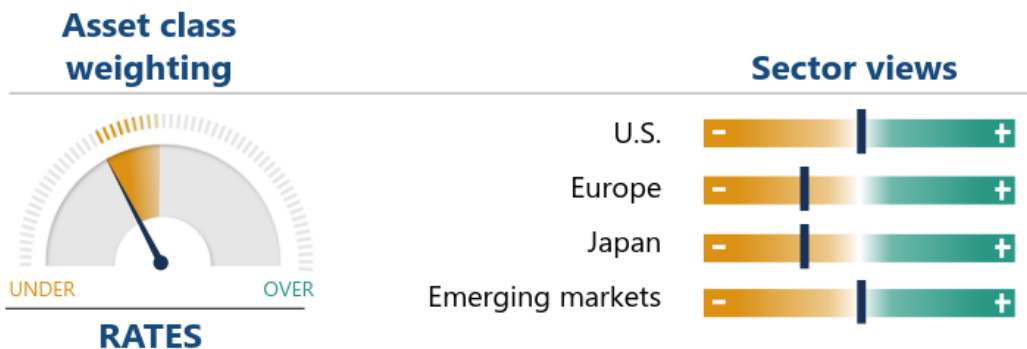 Asset class
weighting
Sector views
U.S.
- +
Europe
- +
Japan
- +
Emerging markets
- +
UNDER
OVER
RATES